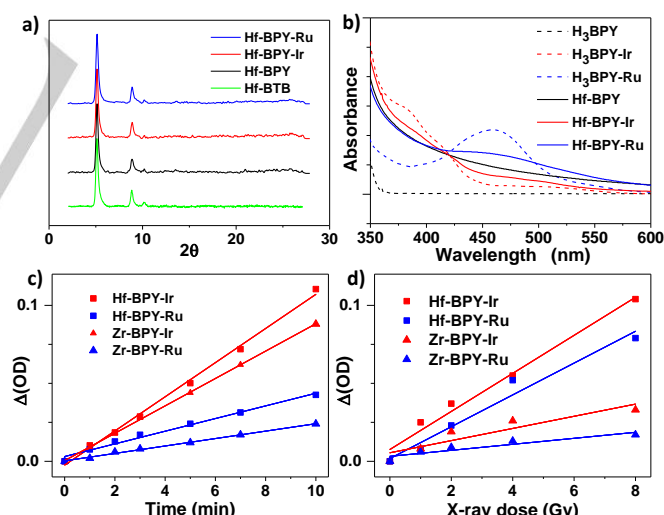 a)
Hf-BPY-Ru
Hf-BPY-Ir
Hf-BPY
Hf-BTB
0 10 20 30
2θ
b)
H₃BPY
H₃BPY-Ir
H₃BPY-Ru
Hf-BPY
Hf-BPY-Ir
Hf-BPY-Ru
Absorbance
350 400 450 500 550 600
Wavelength (nm)
c)
Hf-BPY-Ir
Hf-BPY-Ru
Zr-BPY-Ir
Zr-BPY-Ru
0.1
0.0
Δ(OD)
0 2 4 6 8 10
Time (min)
d)
Hf-BPY-Ir
Hf-BPY-Ru
Zr-BPY-Ir
Zr-BPY-Ru
0.1
0.0
Δ(OD)
0 2 4 6 8
X-ray dose (Gy)